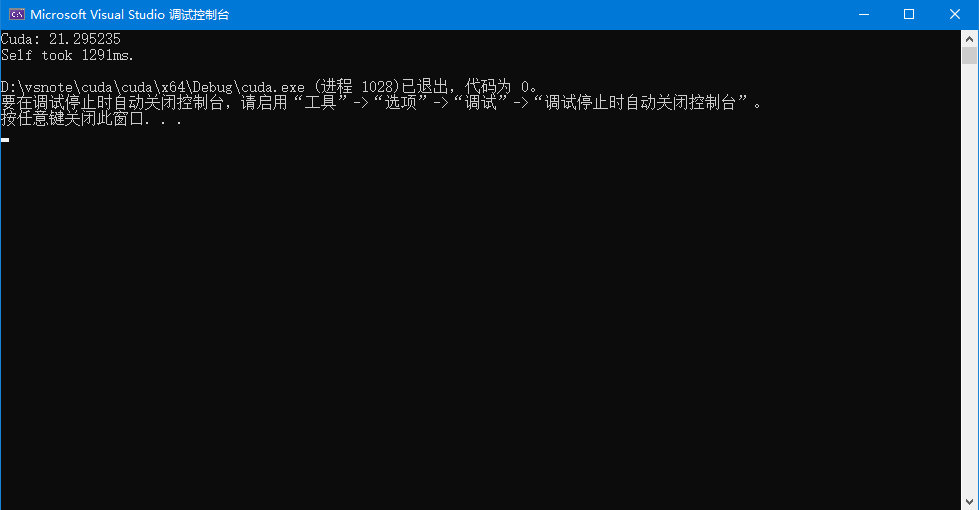 Microsoft Visual Studio 调试控制台
Cuda: 21.295235
Self took 1291ms.
D:\vsnote\cuda\cuda\x64\Debug\cuda.exe (进程 1028)已退出，代码为 0。
要在调试停止时自动关闭控制台，请启用“工具”->“选项”->“调试”->“调试停止时自动关闭控制台”。
按任意键关闭此窗口. . .